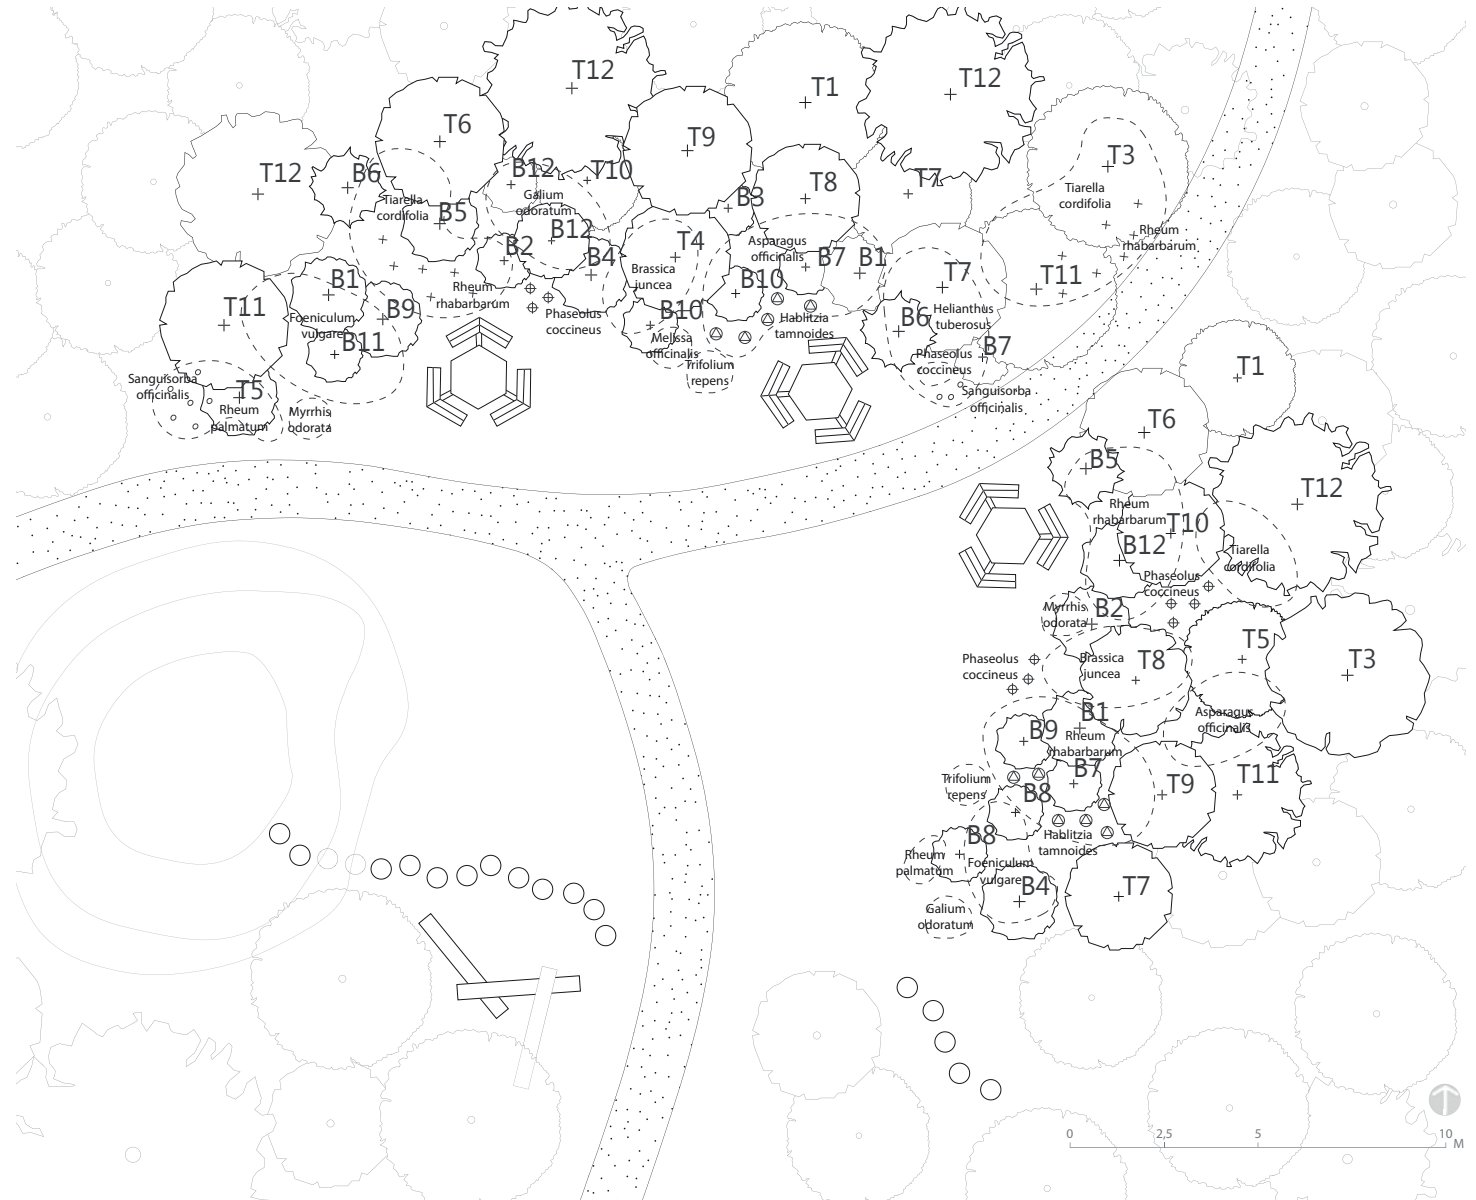 T12
T1
T12
T6
T9
T3
T12
B6
B12
T10
B3
T8
T7
Tiarella
cordifolia
Tiarella
cordifolia
Galium
odoratum
B5
B12
B2
B4
T4
Asparagus
officinalis
B7
B1
Rheum
rhabarbarum
T7
T11
T11
B1
B9
B11
Foeniculum
vulgare
Rheum
rhabarbarum
Phaseolus
coccineus
Brassica
juncea
B10
B10
Hablitzia
tamnoides
B6
Helianthus
tuberosus
B7
Phaseolus
coccineus
Sanguisorba
officinalis
Melissa
officinalis
Trifolium
repens
Sanguisorba
officinalis
T5
Rheum
palmatum
Myrrhis
odorata
T1
T6
B5
T12
Rheum
rhabarbarum
T10
B12
Tiarella
cordifolia
Phaseolus
coccineus
Myrrhis
odorata
B2
T5
T3
Phaseolus
coccineus
Brassica
juncea
T8
B1
B9
Asparagus
officinalis
Rheum
rhabarbarum
B7
T9
T11
Trifolium
repens
B8
B8
Hablitzia
tamnoides
Rheum
palmatum
Foeniculum
vulgare
B4
T7
Galium
odoratum
0
2,5
5
10
M